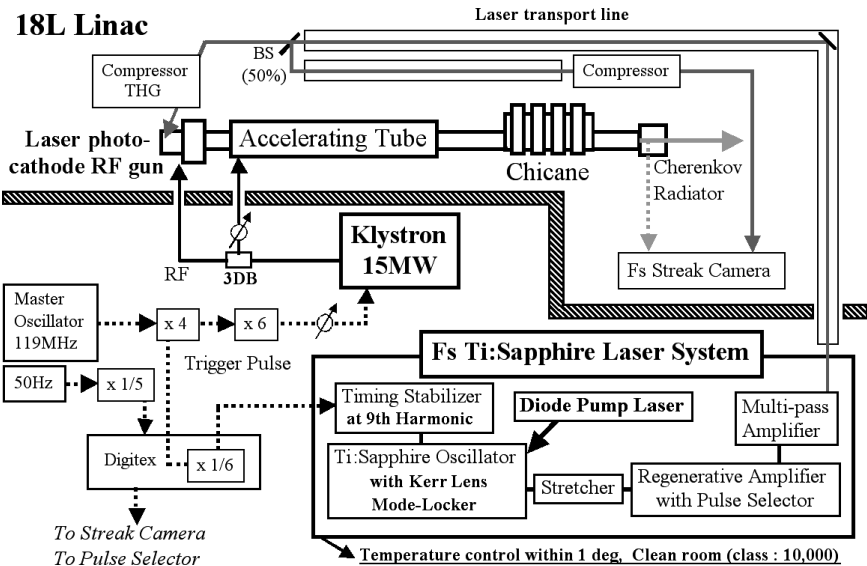 18L Linac
Laser transport line
BS
(50%)
Compressor
THG
Compressor
Laser photo-
cathode RF gun
Accelerating Tube
Chicane
Cherenkov
Radiator
Klystron
15MW
RF
3DB
Fs Streak Camera
Master
Oscillator
119MHz
x 4
x 6
Trigger Pulse
50Hz
x 1/5
Digitex
x 1/6
To Streak Camera
To Pulse Selector
Fs Ti:Sapphire Laser System
Timing Stabilizer
at 9th Harmonic
Diode Pump Laser
Multi-pass
Amplifier
Ti:Sapphire Oscillator
with Kerr Lens
Mode-Locker
Stretcher
Regenerative Amplifier
with Pulse Selector
Temperature control within 1 deg, Clean room (class : 10,000)